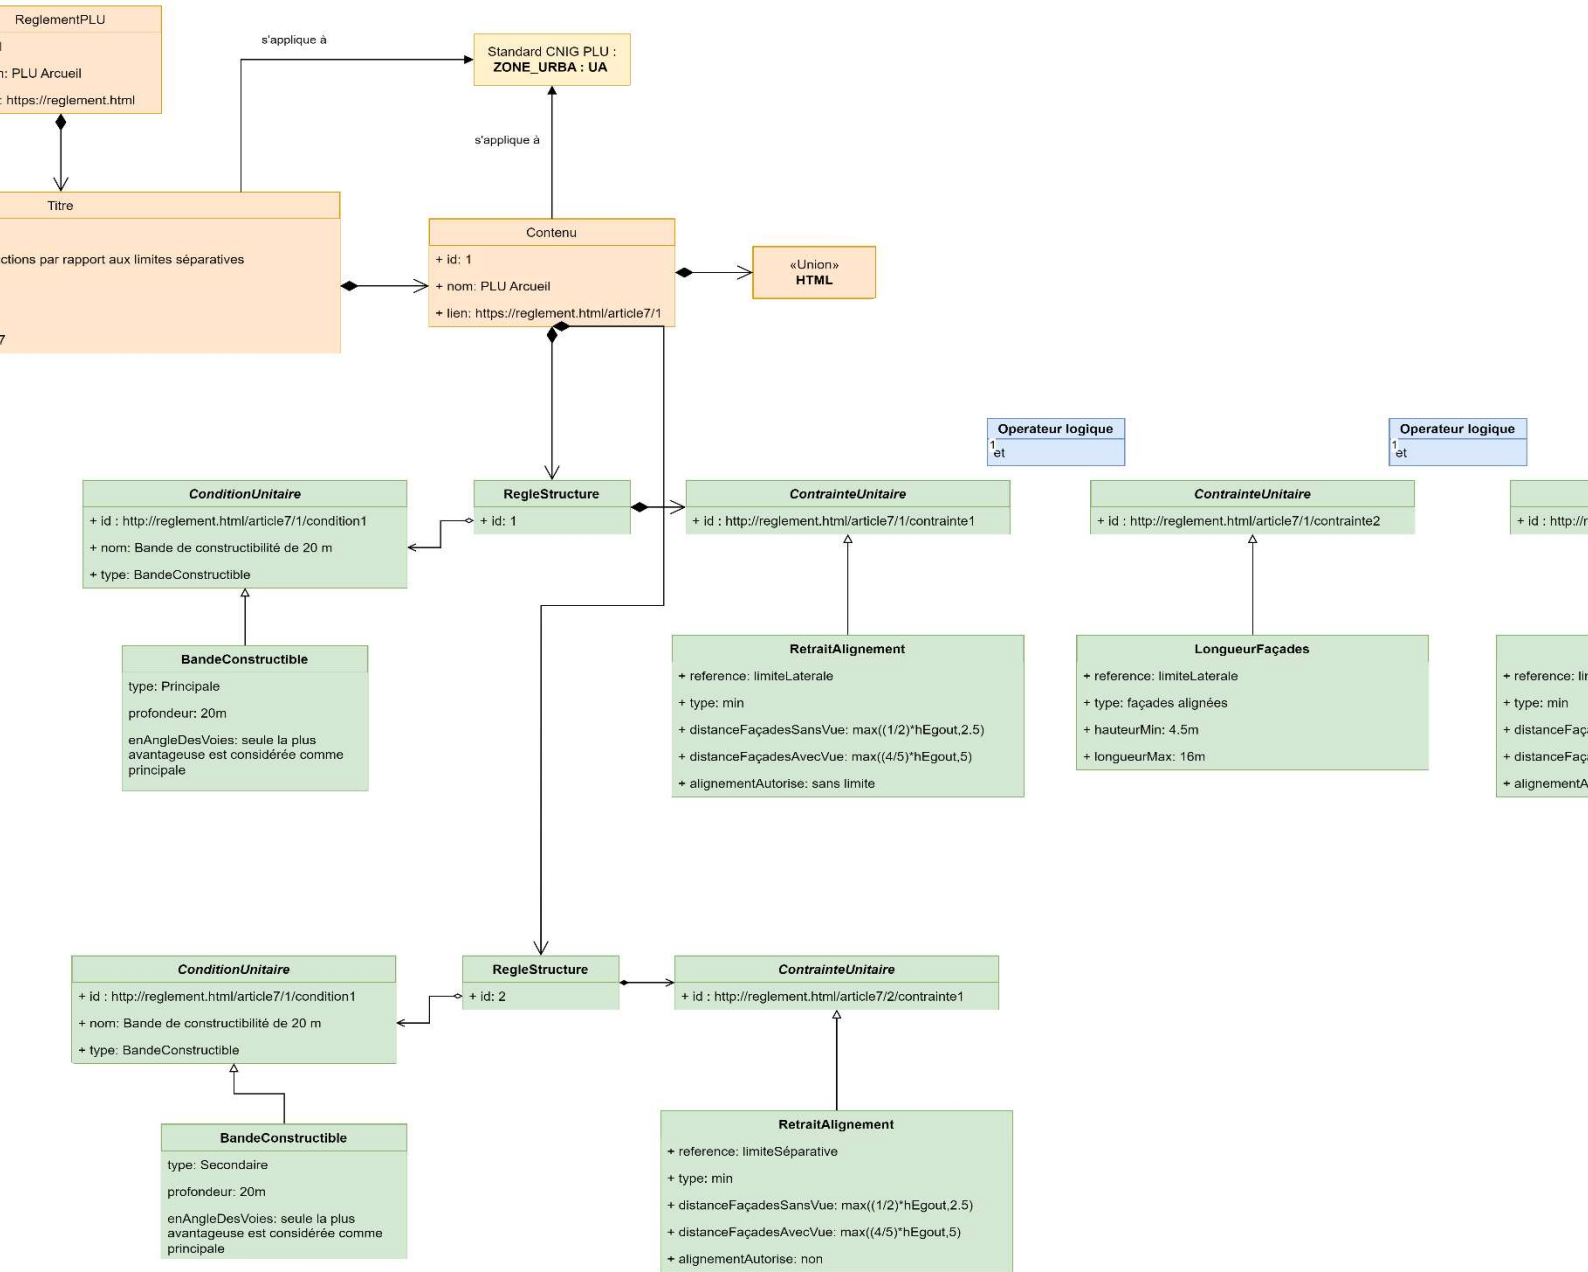 ReglementPLU
n: PLU Arcueil
: https://reglement.html
s'applique à
Standard CNIG PLU :
ZONE_URBA : UA
s'applique à
Titre
ctions par rapport aux limites séparatives
7
Contenu
+ id: 1
+ nom: PLU Arcueil
+ lien: https://reglement.html/article7/1
«Union»
HTML
Operateur logique
1
et
Operateur logique
1
et
ConditionUnitaire
+ id : http://reglement.html/article7/1/condition1
+ nom: Bande de constructibilité de 20 m
+ type: BandeConstructible
RegleStructure
+ id: 1
ContrainteUnitaire
+ id : http://reglement.html/article7/1/contrainte1
ContrainteUnitaire
+ id : http://reglement.html/article7/1/contrainte2
+ id : http://r
BandeConstructible
type: Principale
profondeur: 20m
enAngleDesVoies: seule la plus
avantageuse est considérée comme
principale
RetraitAlignement
+ reference: limiteLaterale
+ type: min
+ distanceFaçadesSansVue: max((1/2)*hEgout,2.5)
+ distanceFaçadesAvecVue: max((4/5)*hEgout,5)
+ alignementAutorise: sans limite
LongueurFaçades
+ reference: limiteLaterale
+ type: façades alignées
+ hauteurMin: 4.5m
+ longueurMax: 16m
+ reference: lir
+ type: min
+ distanceFaça
+ distanceFaça
+ alignementA
ConditionUnitaire
+ id : http://reglement.html/article7/1/condition1
+ nom: Bande de constructibilité de 20 m
+ type: BandeConstructible
RegleStructure
+ id: 2
ContrainteUnitaire
+ id : http://reglement.html/article7/2/contrainte1
BandeConstructible
type: Secondaire
profondeur: 20m
enAngleDesVoies: seule la plus
avantageuse est considérée comme
principale
RetraitAlignement
+ reference: limiteSéparative
+ type: min
+ distanceFaçadesSansVue: max((1/2)*hEgout,2.5)
+ distanceFaçadesAvecVue: max((4/5)*hEgout,5)
+ alignementAutorise: non